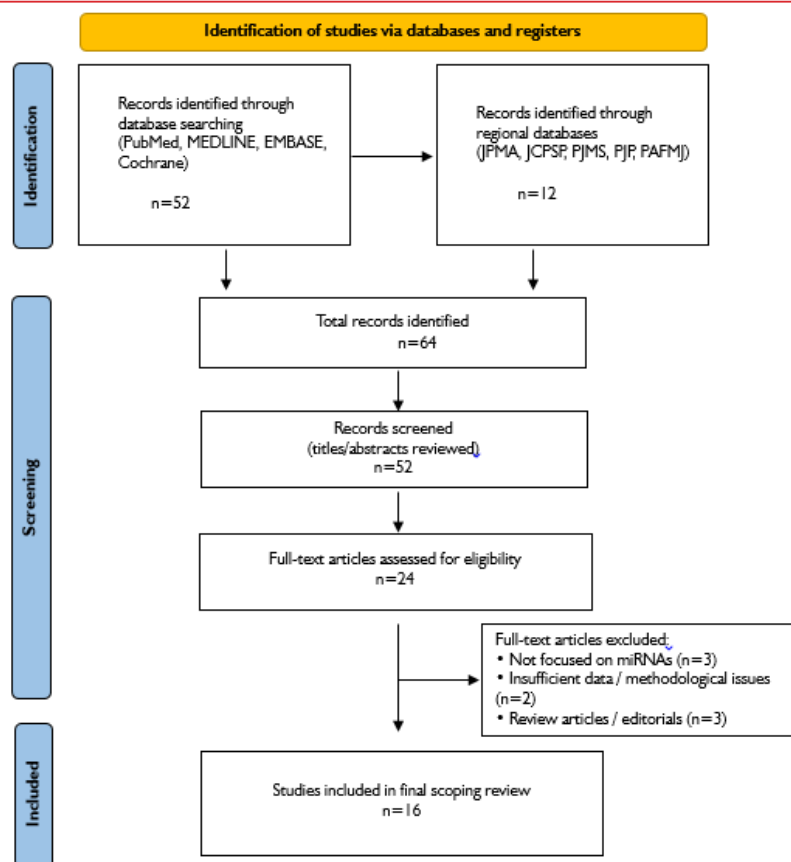 Identification of studies via databases and registers
Identification
Records identified through
database searching
(PubMed, MEDLINE, EMBASE,
Cochrane)
n=52
Records identified through
regional databases
(JPMA, JCPSP, PJMS, PJP, PAFMJ)
n=12
Screening
Total records identified
n=64
Records screened
(titles/abstracts reviewed)
n=52
Full-text articles assessed for eligibility
n=24
Full-text articles excluded:
• Not focused on miRNAs (n=3)
• Insufficient data / methodological issues
(n=2)
• Review articles / editorials (n=3)
Included
Studies included in final scoping review
n=16